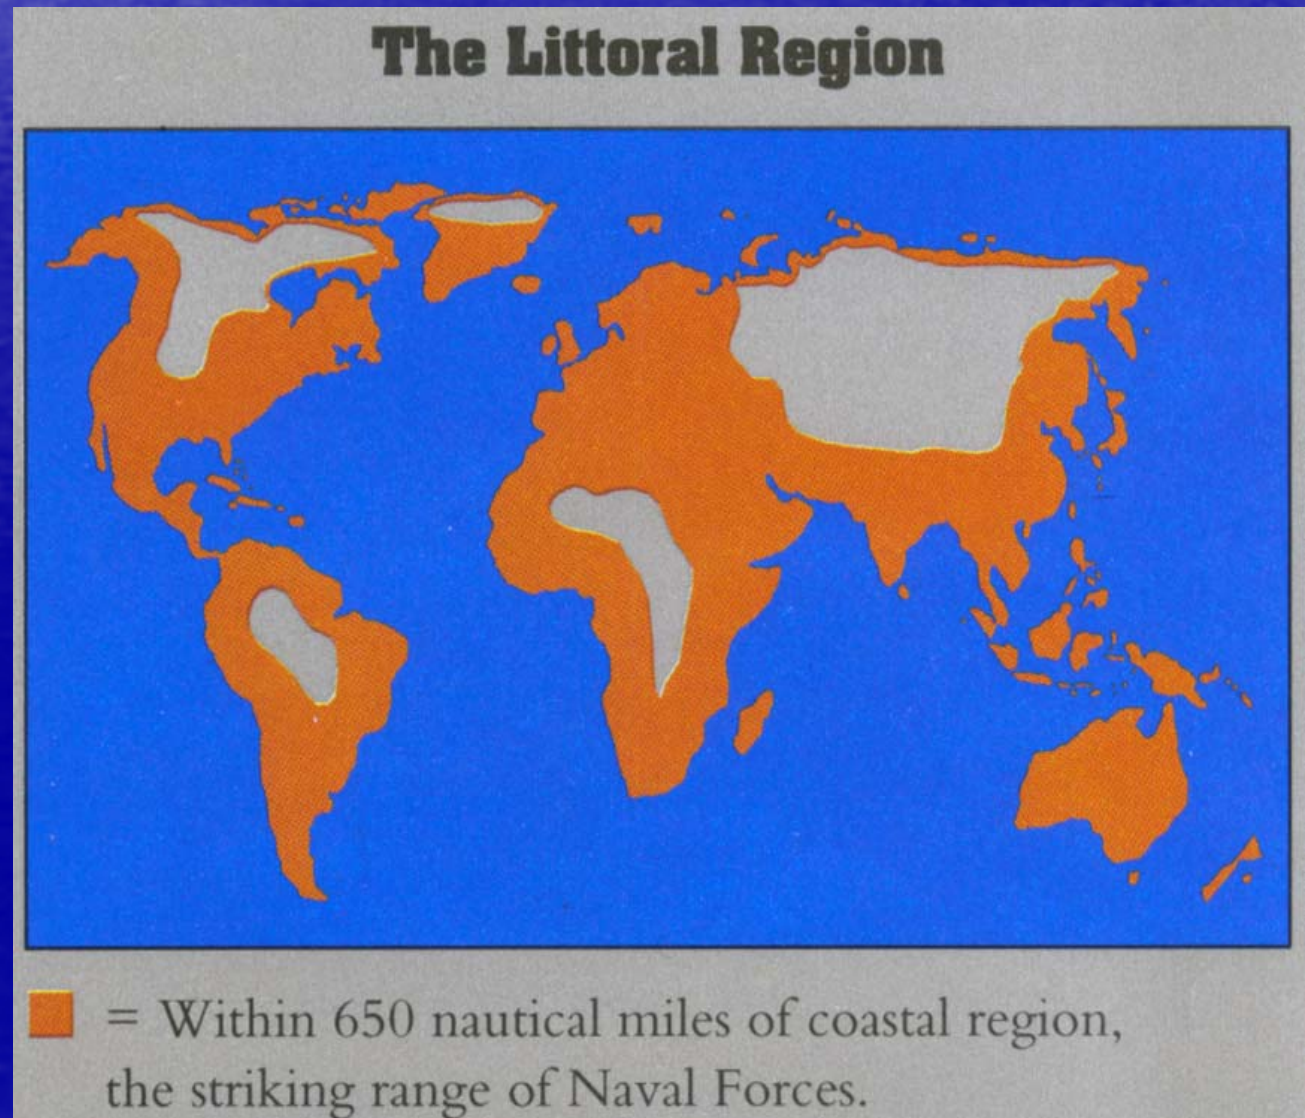 The Littoral Region
= Within 650 nautical miles of coastal region,
the striking range of Naval Forces.